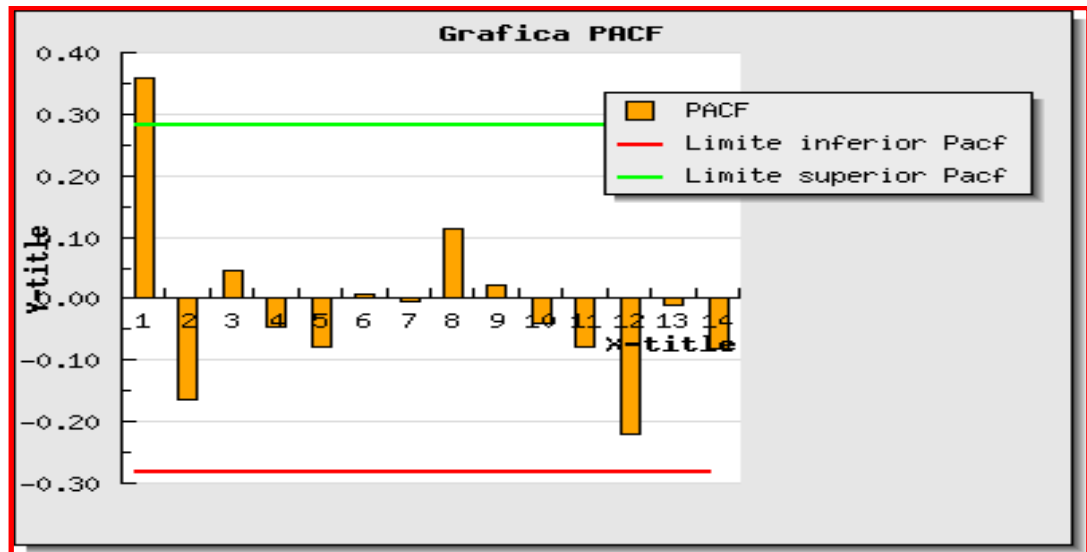 Grafica PACF
0.40
0.30
0.20
0.10
0.00
-0.10
-0.20
-0.30
Y-title
1 2 3 4 5 6 7 8 9 10 11 12 13 14
X-title
PACF
Limite inferior Pacf
Limite superior Pacf